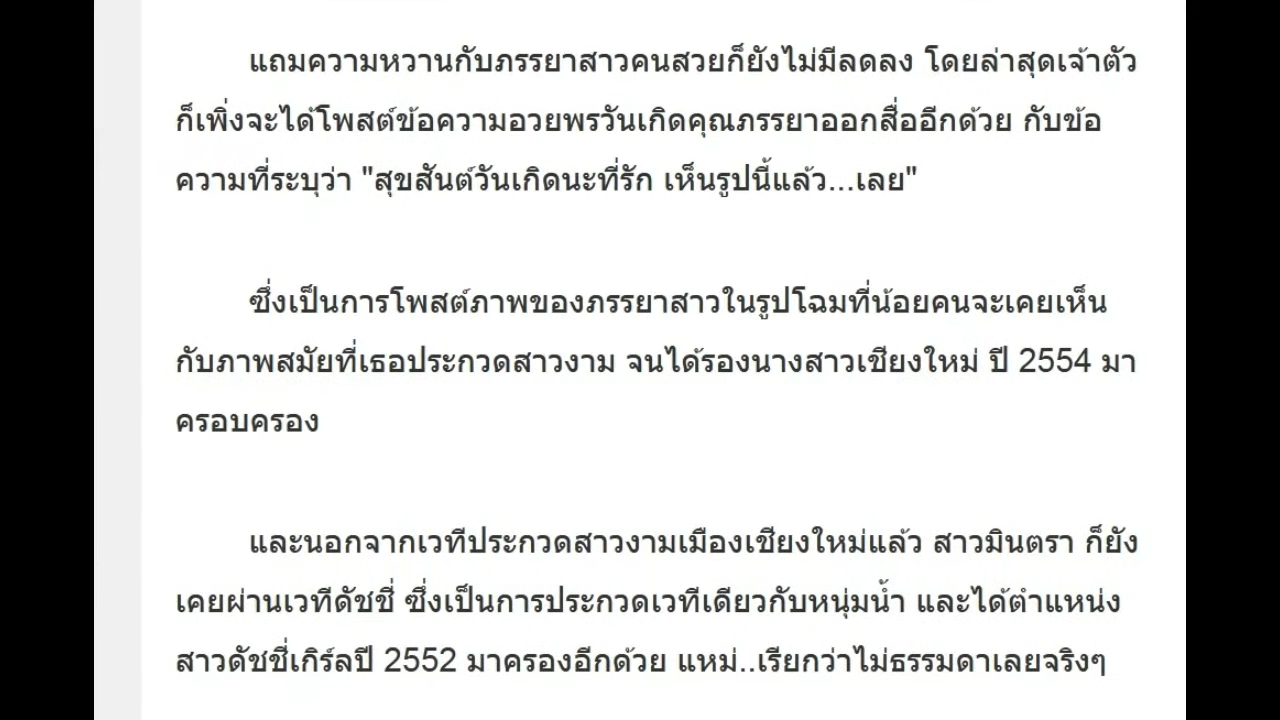 แถมความหวานกับภรรยาสาวคนสวยก็ยังไม่มีลดลง โดยล่าสุดเจ้าตัว
ก็เพิ่งจะได้โพสต์ข้อความอวยพรวันเกิดคุณภรรยาออกสื่ออีกด้วย กับข้อ
ความที่ระบุว่า "สุขสันต์วันเกิดนะที่รัก เห็นรูปนี้แล้ว...เลย"
ซึ่งเป็นการโพสต์ภาพของภรรยาสาวในรูปโฉมที่น้อยคนจะเคยเห็น
กับภาพสมัยที่เธอประกวดสาวงาม จนได้รองนางสาวเชียงใหม่ ปี 2554 มา
ครอบครอง
และนอกจากเวทีประกวดสาวงามเมืองเชียงใหม่แล้ว สาวมินตรา ก็ยัง
เคยผ่านเวทีดัชชี่ ซึ่งเป็นการประกวดเวทีเดียวกับหนุ่มน้ำ และได้ตำแหน่ง
สาวดัชชี่เกิร์ลปี 2552 มาครองอีกด้วย แหม่..เรียกว่าไม่ธรรมดาเลยจริงๆ